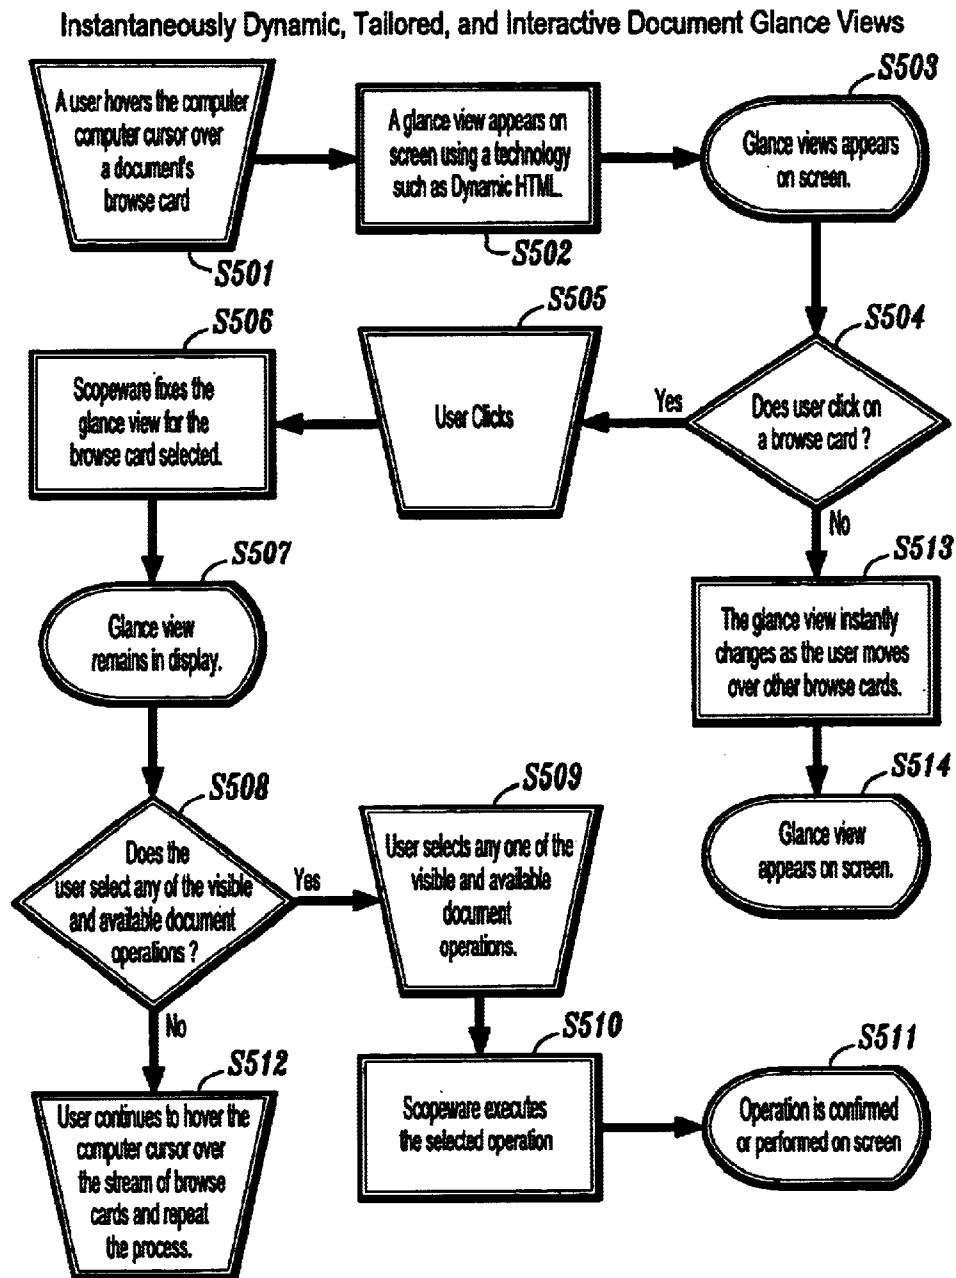 Instantaneously Dynamic, Tailored, and Interactive Document Glance Views
A user hovers the computer
computer cursor over
a document's
browse card
S501
A glance view appears on
screen using a technology
such as Dynamic HTML.
S502
S503
Glance views appears
on screen.
S504
Does user click on
a browse card ?
Yes
No
S505
User Clicks
S506
Scopeware fixes the
glance view for the
browse card selected.
S507
Glance view
remains in display.
S508
Does the
user select any of the visible
and available document
operations ?
Yes
No
S509
User selects any one of the
visible and available
document
operations.
S510
Scopeware executes
the selected operation
S511
Operation is confirmed
or performed on screen
S512
User continues to hover the
computer cursor over
the stream of browse
cards and repeat
the process.
S513
The glance view instantly
changes as the user moves
over other browse cards.
S514
Glance view
appears on screen.